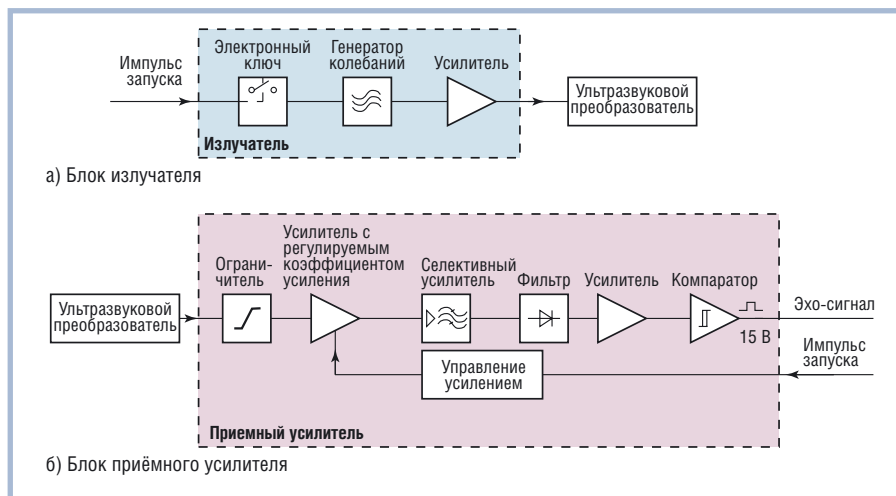 Импульс
запуска
Электронный
ключ
Генератор
колебаний
Усилитель
Ультразвуковой
преобразователь
Излучатель
а) Блок излучателя
Ультразвуковой
преобразователь
Ограни-
читель
Усилитель с
регулируемым
коэффициентом
усиления
Селективный
усилитель
Фильтр
Усилитель
Компаратор
15 В
Эхо-сигнал
Импульс
запуска
Управление
усилением
Приемный усилитель
б) Блок приёмного усилителя